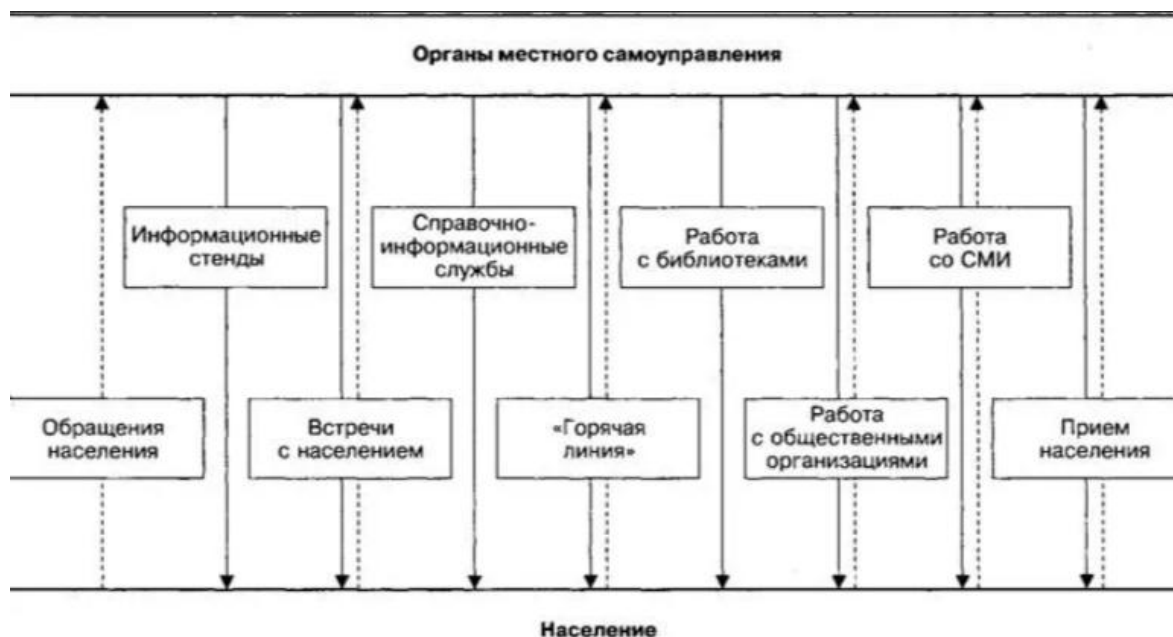 Органы местного самоуправления
Информационные
стенды
Справочно-
информационные
службы
Работа
с библиотеками
Работа
со СМИ
Обращения
населения
Встречи
с населением
«Горячая
линия»
Работа
с общественными
организациями
Прием
населения
Население